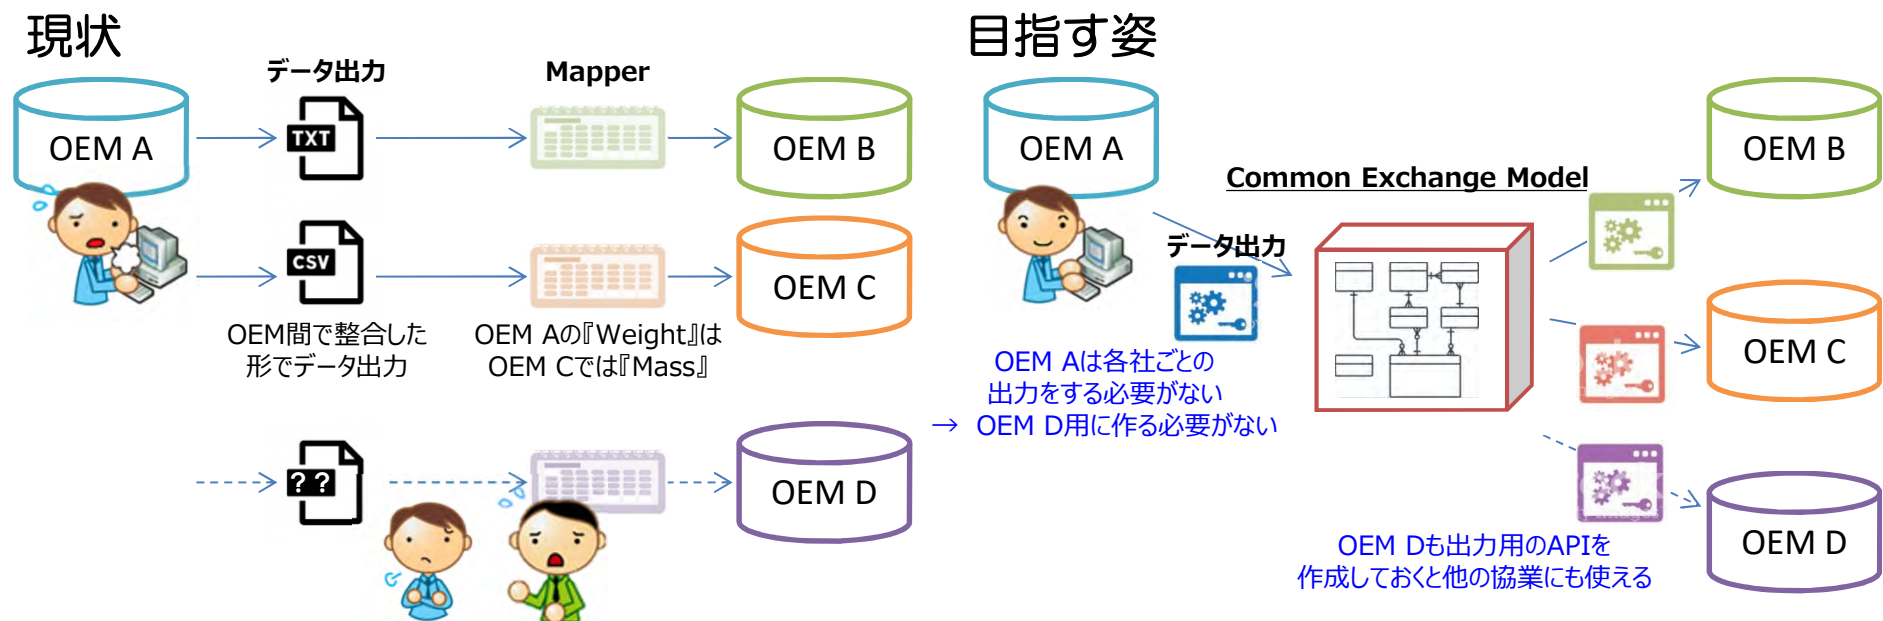 現状
データ出力
Mapper
OEM A
TXT
OEM B
CSV
OEM C
OEM間で整合した
形でデータ出力
OEM Aの『Weight』は
OEM Cでは『Mass』
? ?
OEM D
目指す姿
OEM A
OEM B
Common Exchange Model
データ出力
OEM C
OEM Aは各社ごとの
出力をする必要がない
→ OEM D用に作る必要がない
OEM D
OEM Dも出力用のAPIを
作成しておくと他の協業にも使える